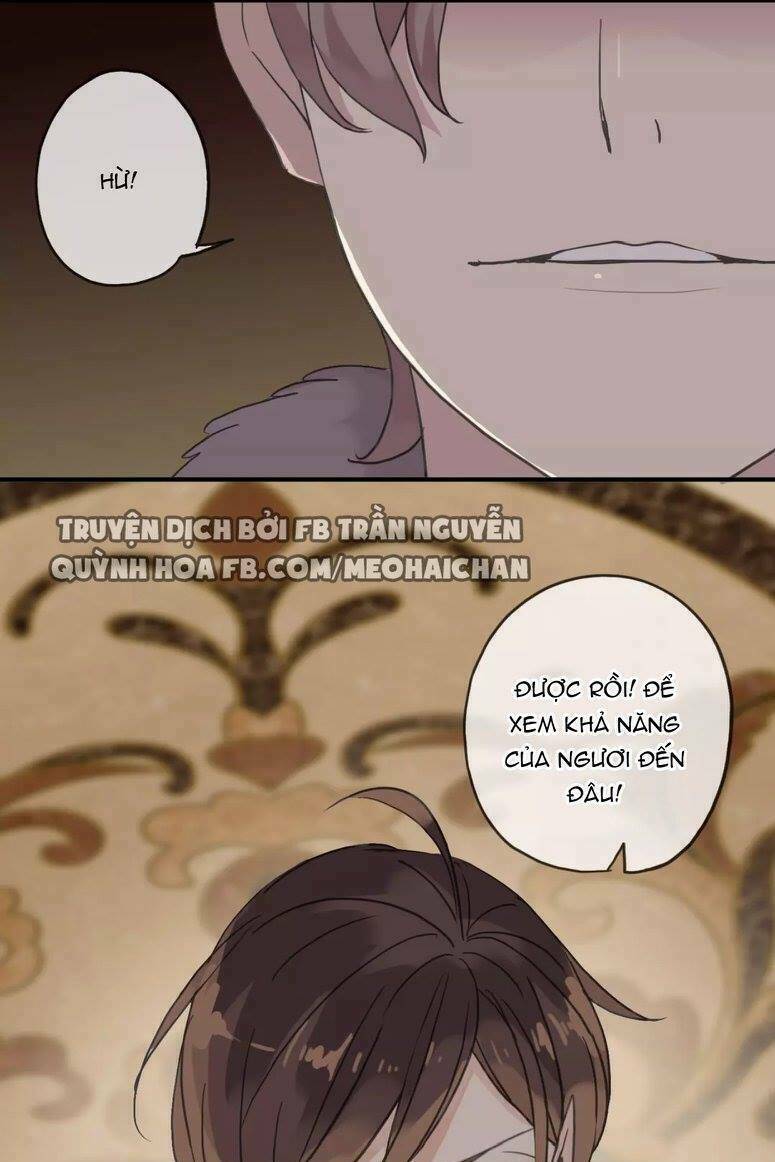 HỪ!
TRUYỆN DỊCH BỞI FB TRẦN NGUYỄN
QUỲNH HOA FB.COM/MEOHAICHAN
ĐƯỢC RỒI! ĐỂ
XEM KHẢ NĂNG
CỦA NGƯƠI ĐẾN
ĐÂU!